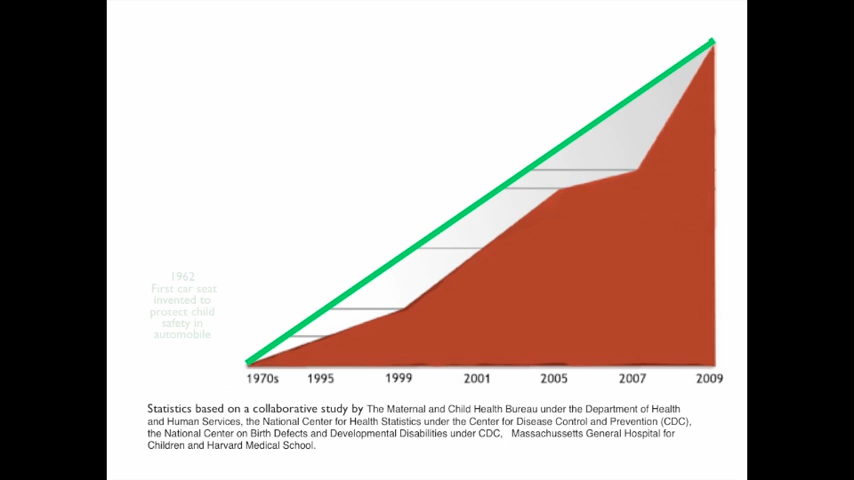 1962
First car seat
invented to
protect child
safety in
automobile
1970s 1995 1999 2001 2005 2007 2009
Statistics based on a collaborative study by The Maternal and Child Health Bureau under the Department of Health
and Human Services, the National Center for Health Statistics under the Center for Disease Control and Prevention (CDC),
the National Center on Birth Defects and Developmental Disabilities under CDC, Massachussetts General Hospital for
Children and Harvard Medical School.